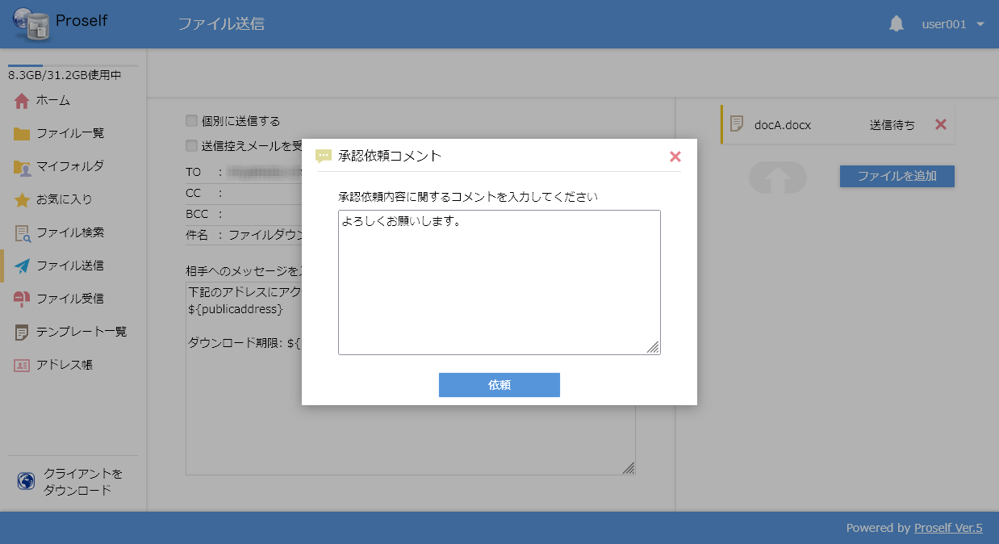 Proself
ファイル送信
user001
8.3GB/31.2GB使用中
ホーム
ファイル一覧
マイフォルダ
お気に入り
ファイル検索
ファイル送信
ファイル受信
テンプレート一覧
アドレス帳
クライアントを
ダウンロード
個別に送信する
送信控えメールを受
TO :
CC :
BCC :
件名 : ファイルダウン
相手へのメッセージを
下記のアドレスにアク
${publicaddress}
ダウンロード期限: ${
承認依頼コメント
承認依頼内容に関するコメントを入力してください
よろしくお願いします。
依頼
docA.docx 送信待ち
ファイルを追加
Powered by Proself Ver.5